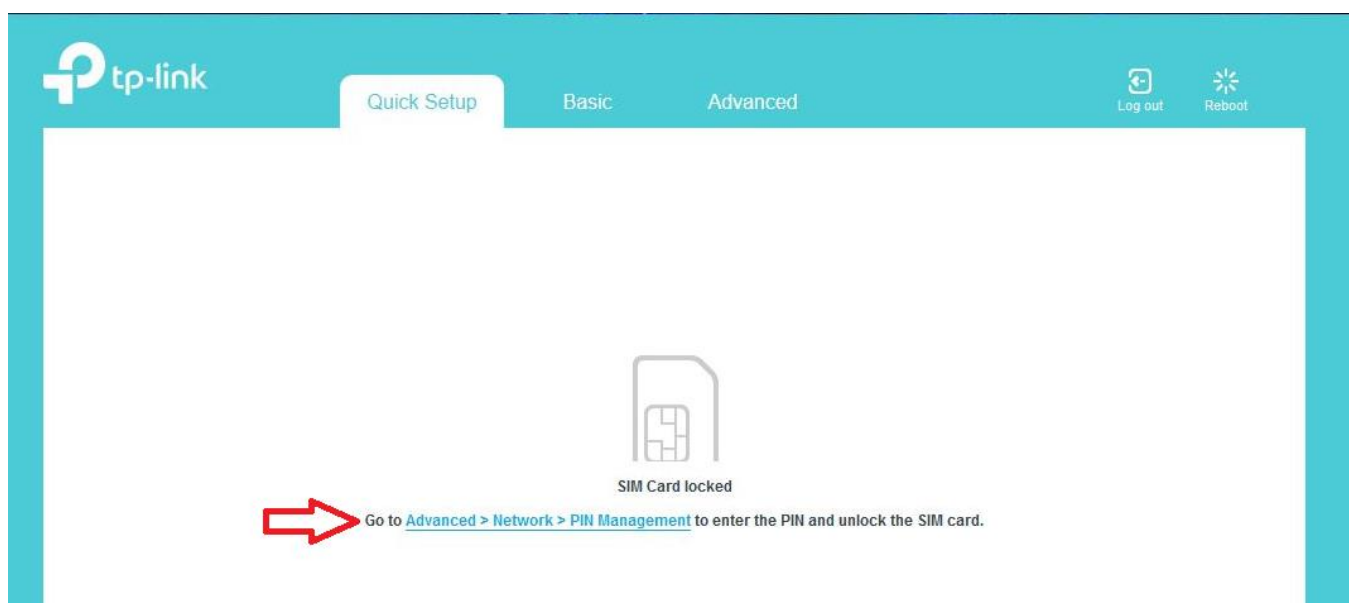 tp-link
Quick Setup
Basic
Advanced
Log out
Reboot
SIM Card locked
Go to Advanced > Network > PIN Management to enter the PIN and unlock the SIM card.